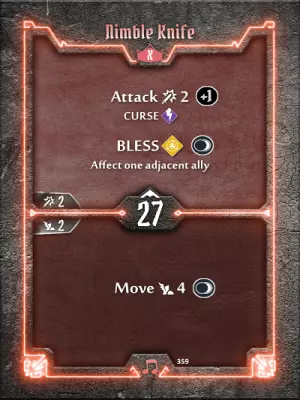 Nimble Knife
X
Attack 2 +1
CURSE
BLESS
Affect one adjacent ally
2
27
2
Move 4
359